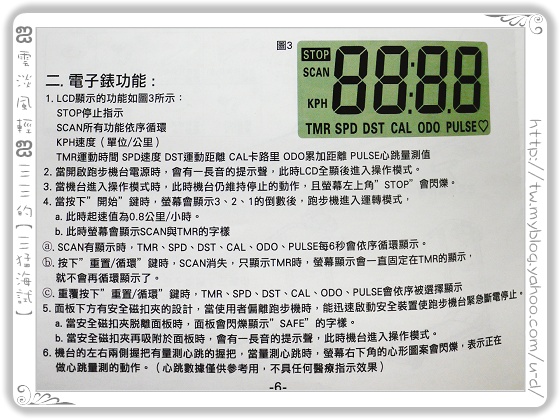 圖3
STOP
SCAN
KPH
88:88
TMR SPD DST CAL ODO PULSE♡
二. 電子錶功能：
1. LCD顯示的功能如圖3所示：
STOP停止指示
SCAN所有功能依序循環
KPH速度（單位/公里）
TMR運動時間 SPD速度 DST運動距離 CAL卡路里 ODO累加距離 PULSE心跳量測值
2. 當開啟跑步機台電源時，會有一長音的提示聲，此時LCD全顯後進入操作模式。
3. 當機台進入操作模式時，此時機台仍維持停止的動作，且螢幕左上角"STOP"會閃爍。
4. 當按下"開始"鍵時，螢幕會顯示3、2、1的倒數後，跑步機進入運轉模式，
a. 此時起速值為0.8公里/小時。
b. 此時螢幕會顯示SCAN與TMR的字樣
ⓐ. SCAN有顯示時，TMR、SPD、DST、CAL、ODO、PULSE每6秒會依序循環顯示。
ⓑ. 按下"重置/循環"鍵時，SCAN消失，只顯示TMR時，螢幕顯示會一直固定在TMR的顯示，
就不會再循環顯示了。
ⓒ. 重覆按下"重置/循環"鍵時，TMR、SPD、DST、CAL、ODO、PULSE會依序被選擇顯示
5. 面板下方有安全磁扣夾的設計，當使用者偏離跑步機時，能迅速啟動安全裝置使跑步機台緊急斷電停止。
a. 當安全磁扣夾脫離面板時，面板會閃爍顯示"SAFE"的字樣。
b. 當安全磁扣夾再吸附於面板時，會有一長音的提示聲，此時機台進入操作模式。
6. 機台的左右兩側握把有量測心跳的握把，當量測心跳時，螢幕右下角的心形圖案會閃爍，表示正在
做心跳量測的動作。（心跳數據僅供參考用，不具任何醫療指示效果）
-6-
雲淡風輕 三三的【三猛海試】
http://tw.myblog.yahoo.com/u-d/